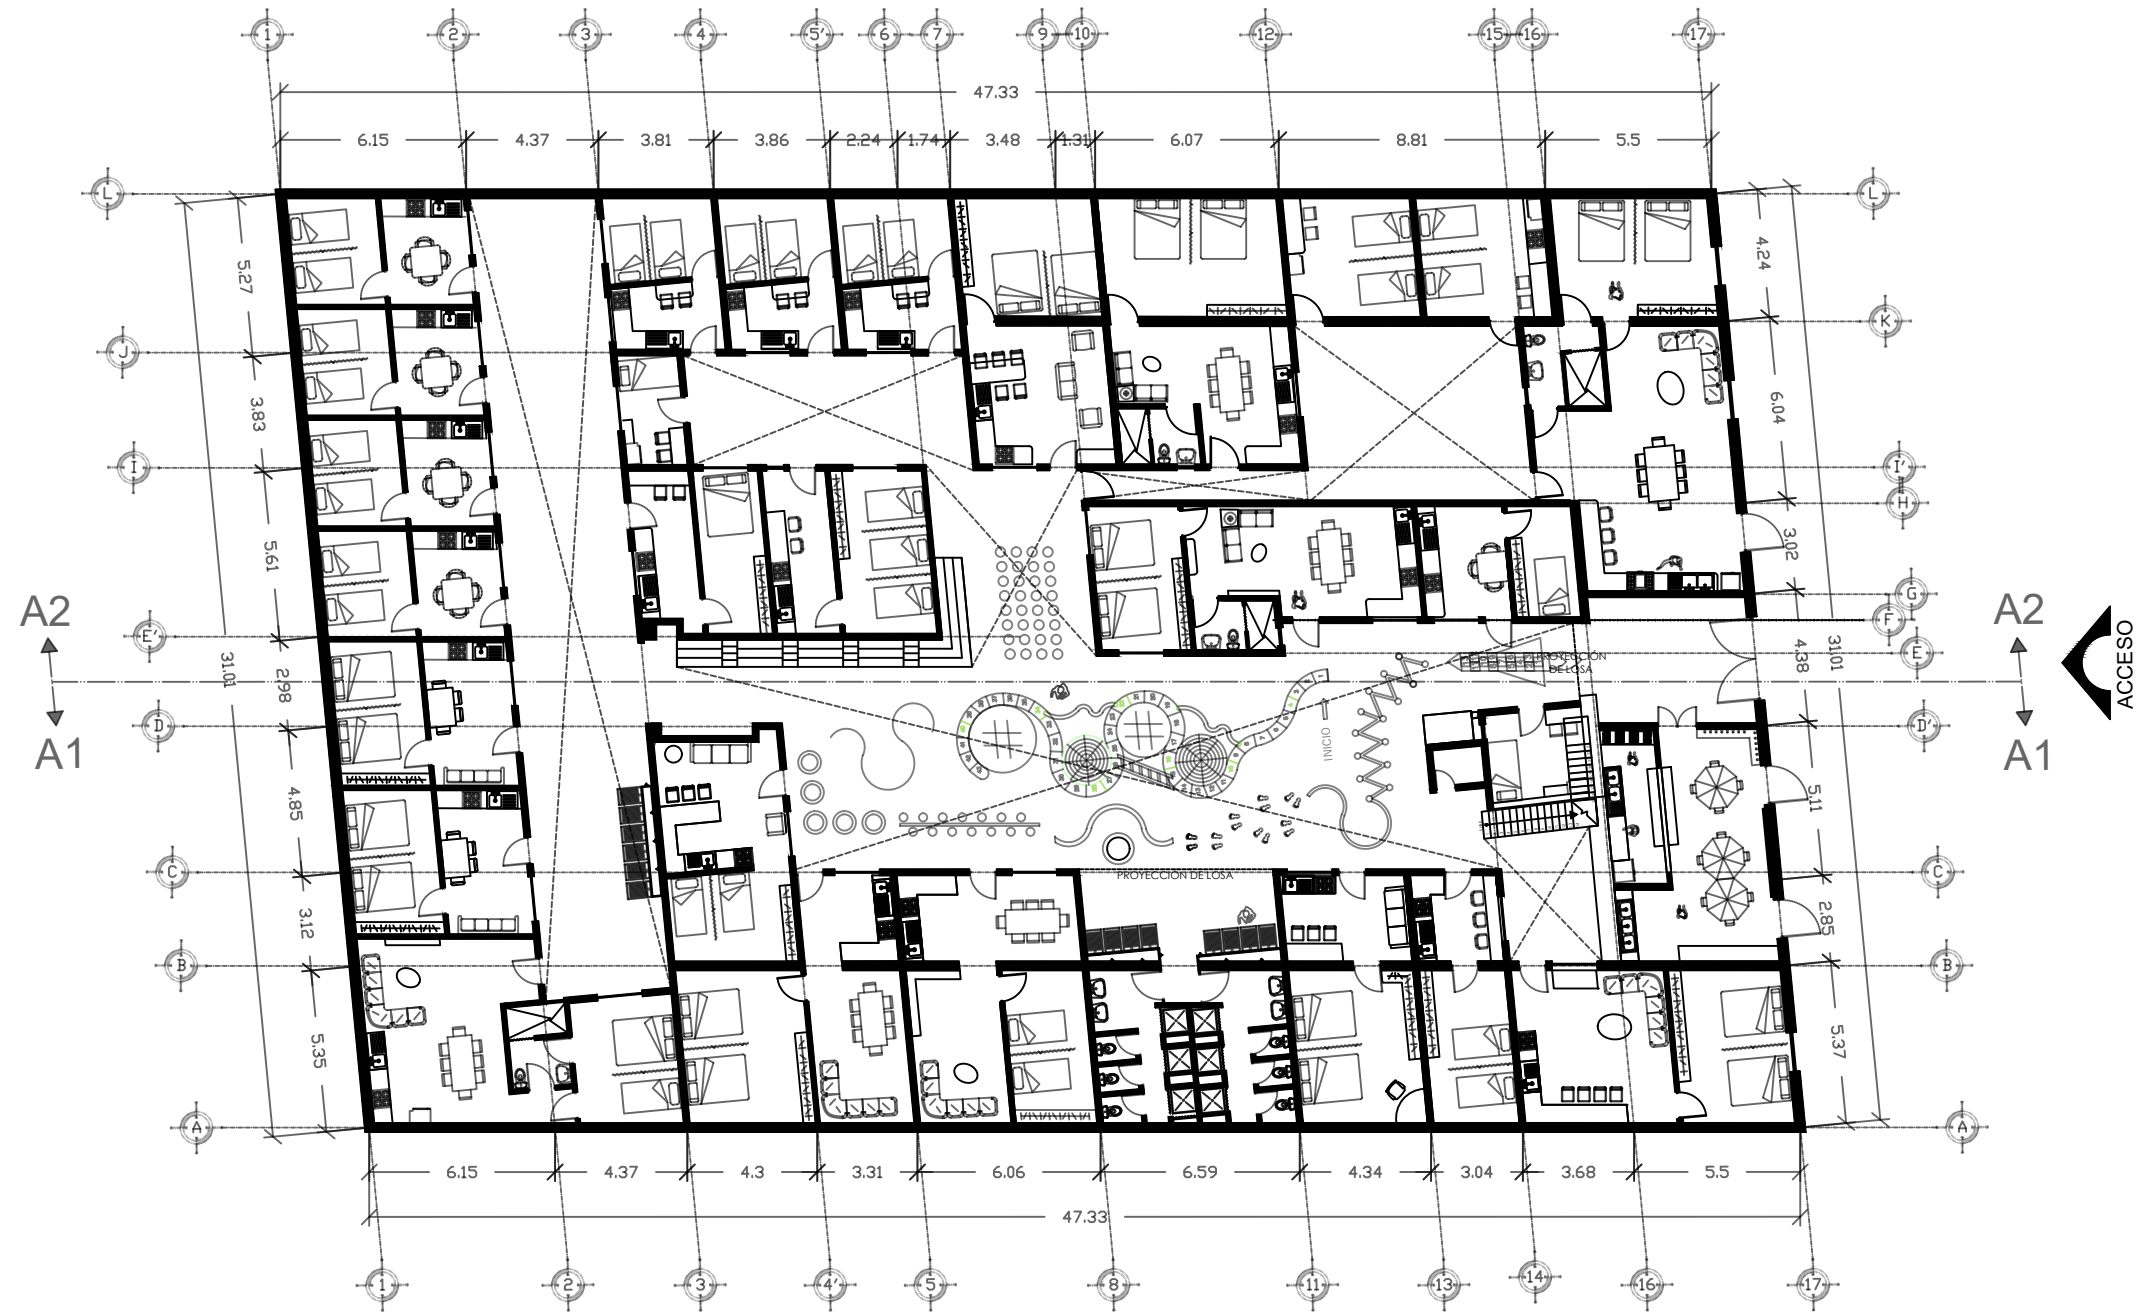 1 2 3 4 5' 6 7 9 10 12 15 16 17
47.33
6.15 4.37 3.81 3.86 2.24 1.74 3.48 1.31 6.07 8.81 5.5
L L
5.27 4.24
K
J
3.83 6.04
I I'
H
5.61 3.02
G
A2 A2
F
E' E
31.01 2.98 4.38 31.01
ACCESO
PROYECCIÓN
DE LOSA
D D'
INICIO
A1 A1
4.85 5.11
C C
PROYECCION DE LOSA
3.12 2.85
B B
5.35 5.37
A A
6.15 4.37 4.3 3.31 6.06 6.59 4.34 3.04 3.68 5.5
47.33
1 2 3 4' 5 8 11 13 14 16 17